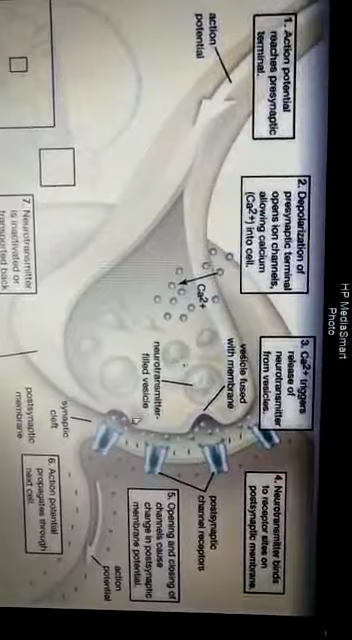 HP MediaSmart
Photo
1. Action potential
reaches presynaptic
terminal.
action
potential
2. Depolarization of
presynaptic terminal
opens ion channels,
allowing calcium
(Ca2+) into cell.
Ca2+
3. Ca2+ triggers
release of
neurotransmitter
from vesicles.
vesicle fused
with membrane
neurotransmitter-
filled vesicle
4. Neurotransmitter binds
to receptor sites on
postsynaptic membrane.
postsynaptic
channel receptors
5. Opening and closing of
channels cause
change in postsynaptic
membrane potential.
action
potential
synaptic
cleft
postsynaptic
membrane
6. Action potential
propagates through
next cell.
7. Neurotransmitter
is inactivated or
transported back